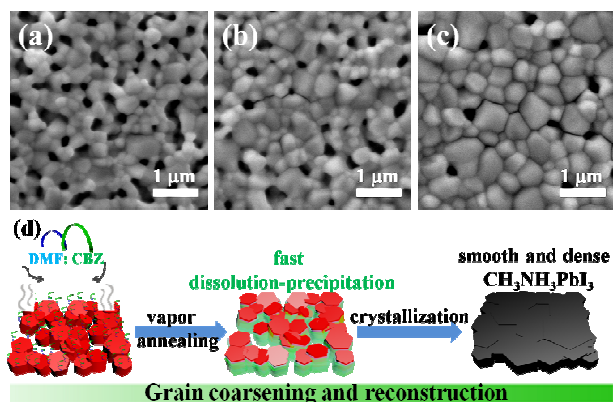 (a)
(b)
(c)
1 μm
1 μm
1 μm
(d)
DMF: CBZ
vapor
annealing
fast
dissolution-precipitation
crystallization
smooth and dense
CH₃NH₃PbI₃
Grain coarsening and reconstruction